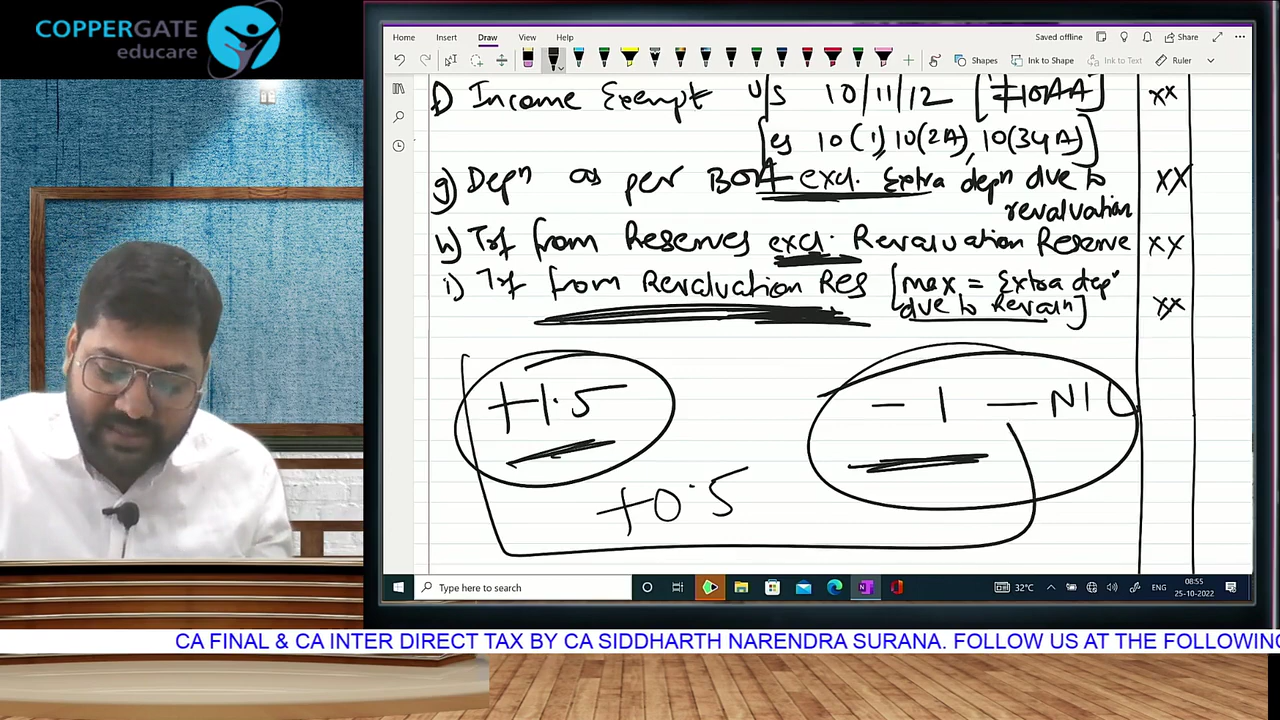 COPPERGATE
educare
Home Insert Draw View Help
Saved offline Share
Shapes Ink to Shape Ink to Text Ink to Math Ruler
f) Income Exempt u/s 10/11/12 [≠10AA] xx
[eg 10(1), 10(2A), 10(34A)]
g) Depn as per BOA excl. Extra depn due to revaluation xx
h) Trf from Reserves excl. Revaluation Reserve xx
i) Trf from Revaluation Res [max = Extra depn due to Revaln] xx
+1.5 - 1 - NIL
+0.5
Type here to search
32°C ENG 08:55
25-10-2022
CA FINAL & CA INTER DIRECT TAX BY CA SIDDHARTH NARENDRA SURANA. FOLLOW US AT THE FOLLOWING